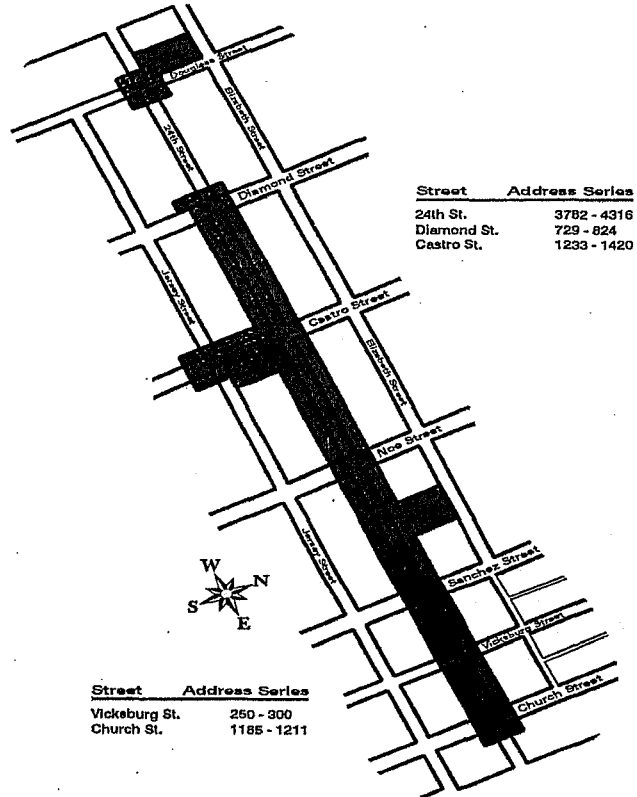 Douglass Street
24th Street
Elizabeth Street
Diamond Street
Street Address Series
24th St. 3782 - 4316
Diamond St. 729 - 824
Castro St. 1233 - 1420
Jersey Street
Castro Street
Elizabeth Street
Noe Street
Jersey Street
Sanchez Street
W
N
S
E
Vicksburg Street
Church Street
Street Address Series
Vicksburg St. 250 - 300
Church St. 1185 - 1211